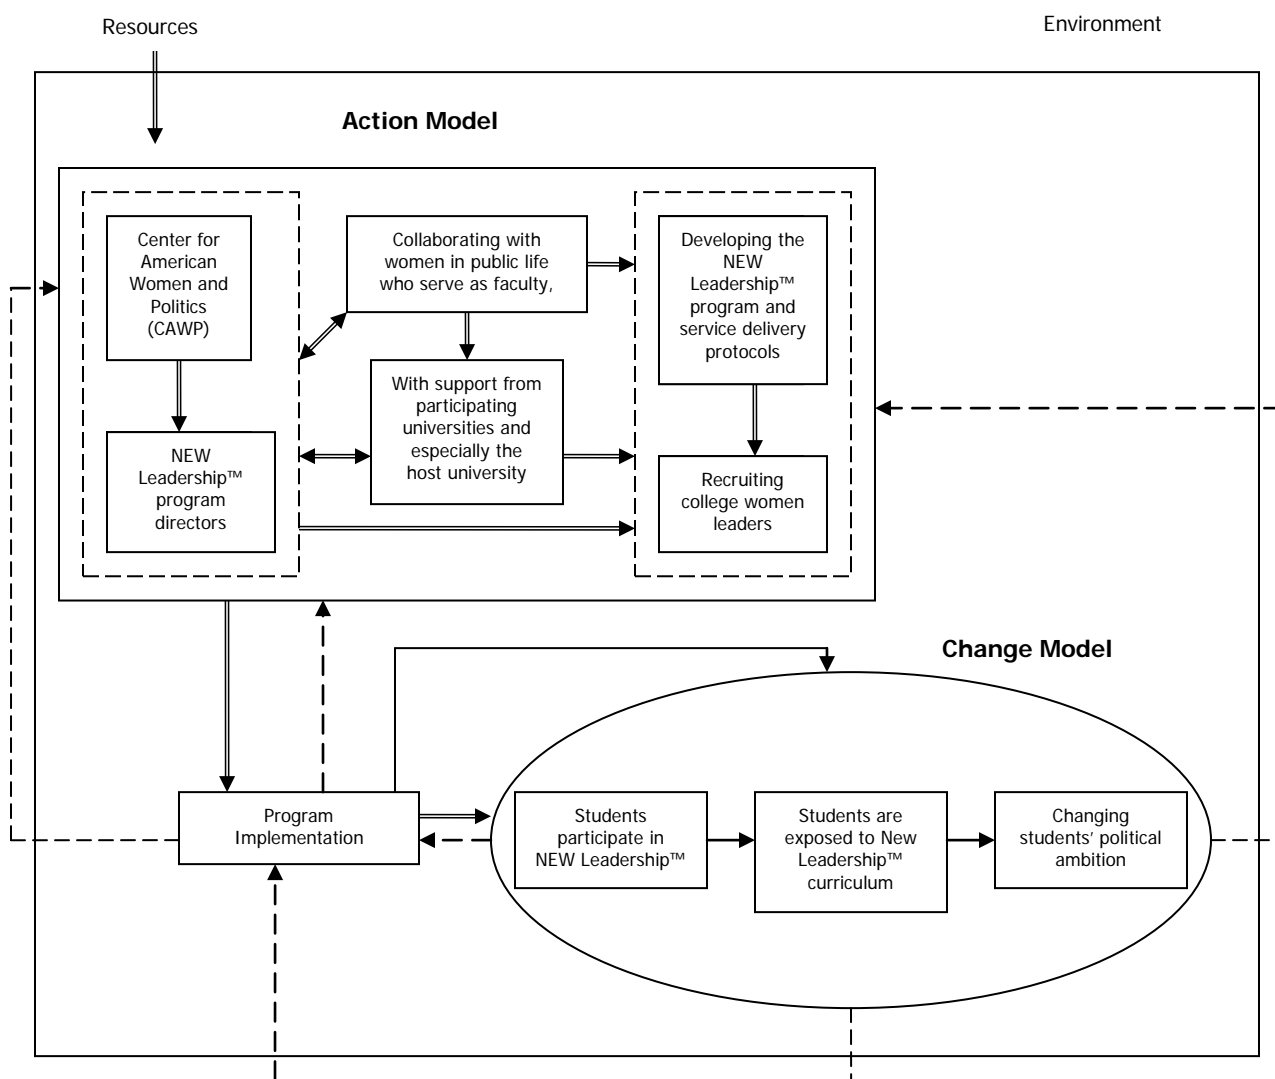 Resources
Environment
Action Model
Center for
American
Women and
Politics
(CAWP)
Collaborating with
women in public life
who serve as faculty,
Developing the
NEW
Leadership™
program and
service delivery
protocols
With support from
participating
universities and
especially the
host university
NEW
Leadership™
program
directors
Recruiting
college women
leaders
Change Model
Program
Implementation
Students
participate in
NEW Leadership™
Students are
exposed to New
Leadership™
curriculum
Changing
students’ political
ambition